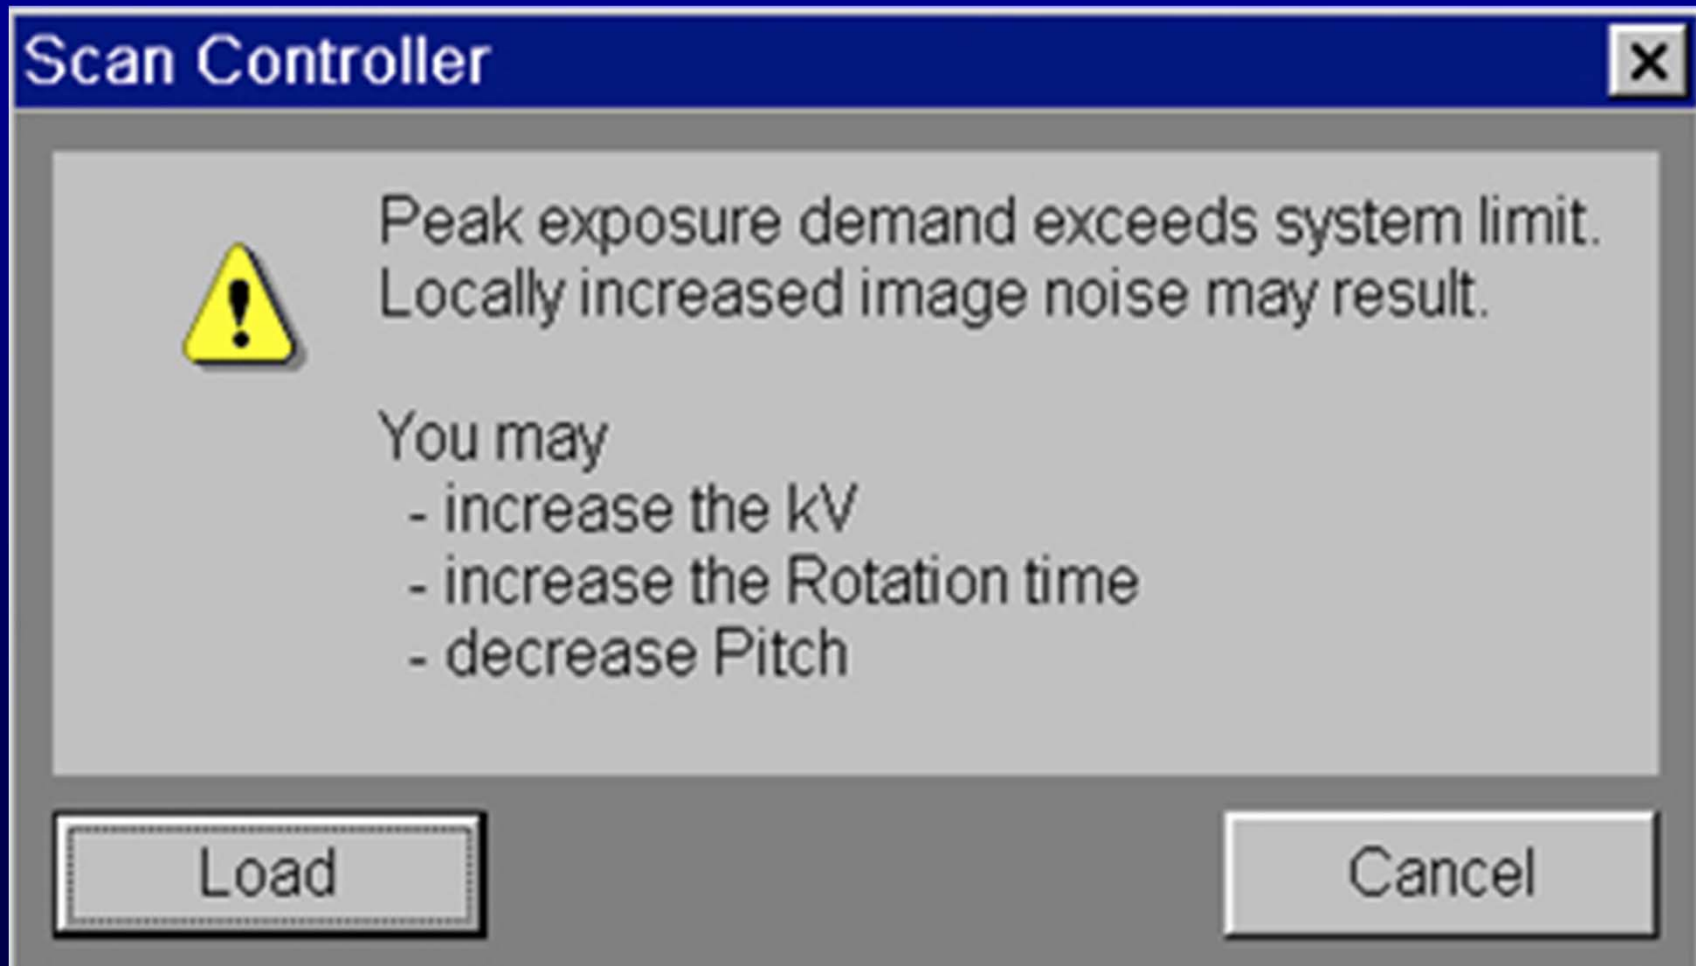 Scan Controller
Peak exposure demand exceeds system limit.
Locally increased image noise may result.
You may
- increase the kV
- increase the Rotation time
- decrease Pitch
Load
Cancel